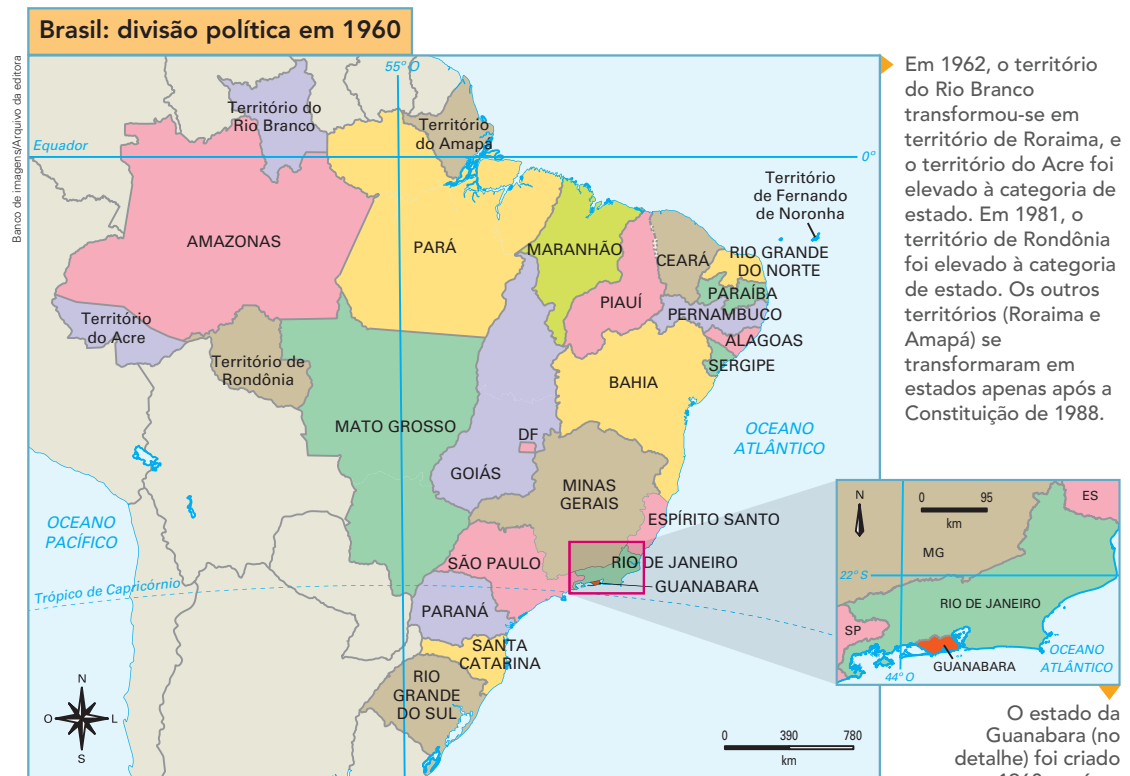 Brasil: divisão política em 1960
Banco de imagens/Arquivo da editora
55° O
Território do
Rio Branco
Território
do Amapá
Equador
0°
Território
de Fernando
de Noronha
AMAZONAS
PARÁ
MARANHÃO
CEARÁ
RIO GRANDE
DO NORTE
PARAÍBA
PIAUÍ
PERNAMBUCO
Território
do Acre
ALAGOAS
SERGIPE
Território de
Rondônia
BAHIA
MATO GROSSO
DF
GOIÁS
OCEANO
ATLÂNTICO
MINAS
GERAIS
ESPÍRITO SANTO
OCEANO
PACÍFICO
SÃO PAULO
RIO DE JANEIRO
GUANABARA
Trópico de Capricórnio
PARANÁ
SANTA
CATARINA
RIO
GRANDE
DO SUL
N
O
L
S
0 390 780
km
Em 1962, o território
do Rio Branco
transformou-se em
território de Roraima, e
o território do Acre foi
elevado à categoria de
estado. Em 1981, o
território de Rondônia
foi elevado à categoria
de estado. Os outros
territórios (Roraima e
Amapá) se
transformaram em
estados apenas após a
Constituição de 1988.
N
0 95
km
ES
MG
22° S
RIO DE JANEIRO
SP
OCEANO
ATLÂNTICO
GUANABARA
44° O
O estado da
Guanabara (no
detalhe) foi criado